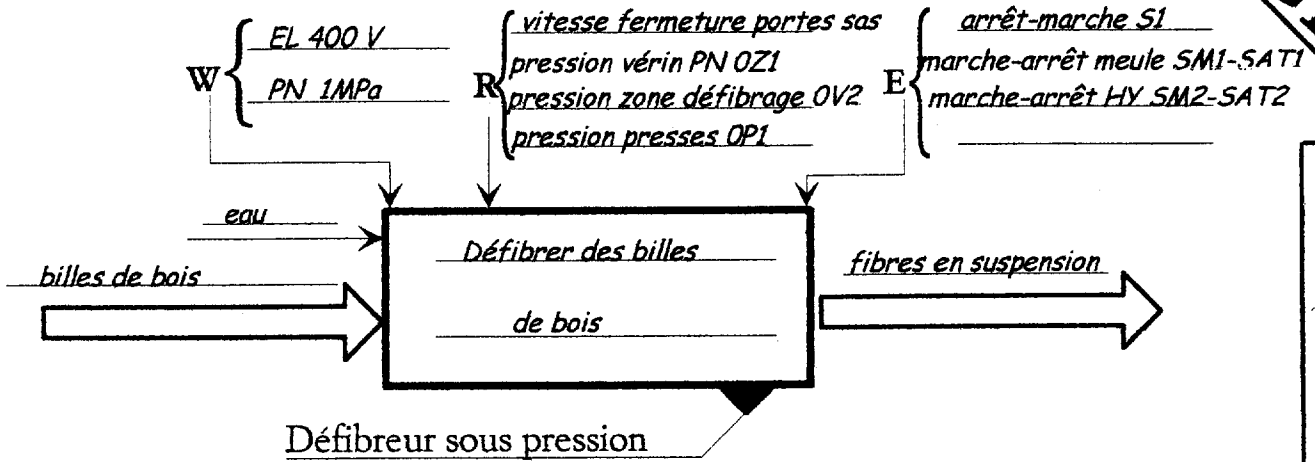 W
EL 400 V
PN 1MPa
R
vitesse fermeture portes sas
pression vérin PN 0Z1
pression zone défibrage 0V2
pression presses 0P1
E
arrêt-marche S1
marche-arrêt meule SM1-SAT1
marche-arrêt HY SM2-SAT2
eau
billes de bois
Défibrer des billes
de bois
fibres en suspension
Défibreur sous pression